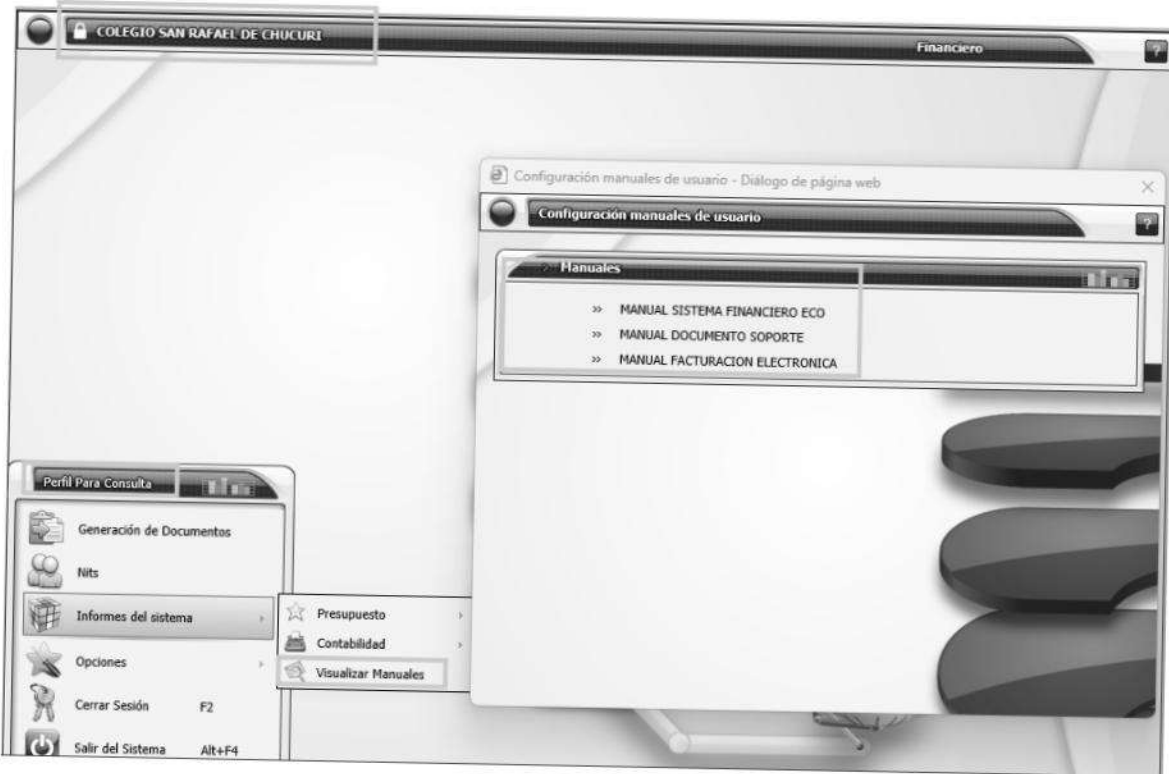 COLEGIO SAN RAFAEL DE CHUCURI
Financiero
?
Configuración manuales de usuario - Diálogo de página web
Configuración manuales de usuario
?
Manuales
» MANUAL SISTEMA FINANCIERO ECO
» MANUAL DOCUMENTO SOPORTE
» MANUAL FACTURACION ELECTRONICA
Perfil Para Consulta
Generación de Documentos
Nits
Informes del sistema
Presupuesto
Contabilidad
Visualizar Manuales
Opciones
Cerrar Sesión F2
Salir del Sistema Alt+F4